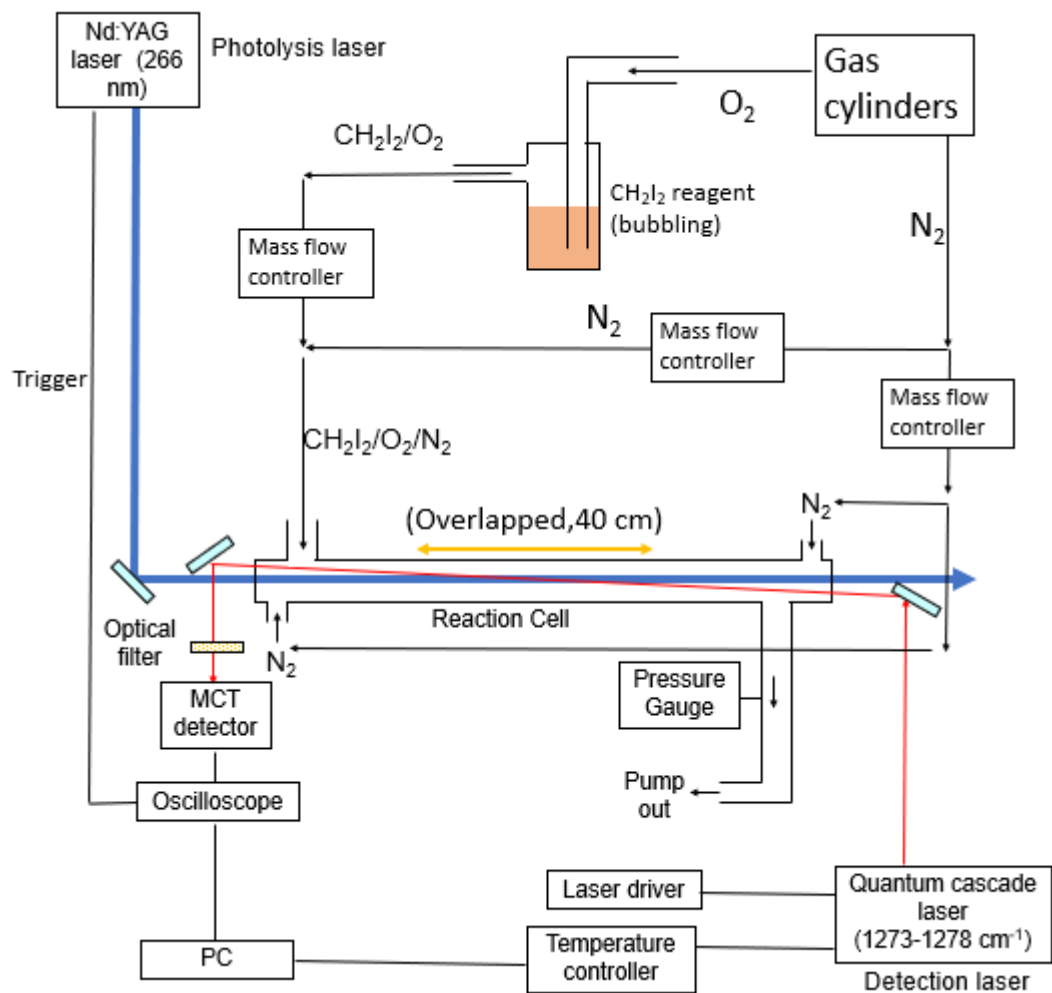 Nd:YAG
laser (266
nm)
Photolysis laser
Gas
cylinders
O₂
CH₂I₂/O₂
CH₂I₂ reagent
(bubbling)
N₂
Mass flow
controller
N₂
Mass flow
controller
Mass flow
controller
Trigger
CH₂I₂/O₂/N₂
(Overlapped,40 cm)
N₂
Reaction Cell
Optical
filter
N₂
MCT
detector
Pressure
Gauge
Pump
out
Oscilloscope
Laser driver
Quantum cascade
laser
(1273-1278 cm⁻¹)
PC
Temperature
controller
Detection laser